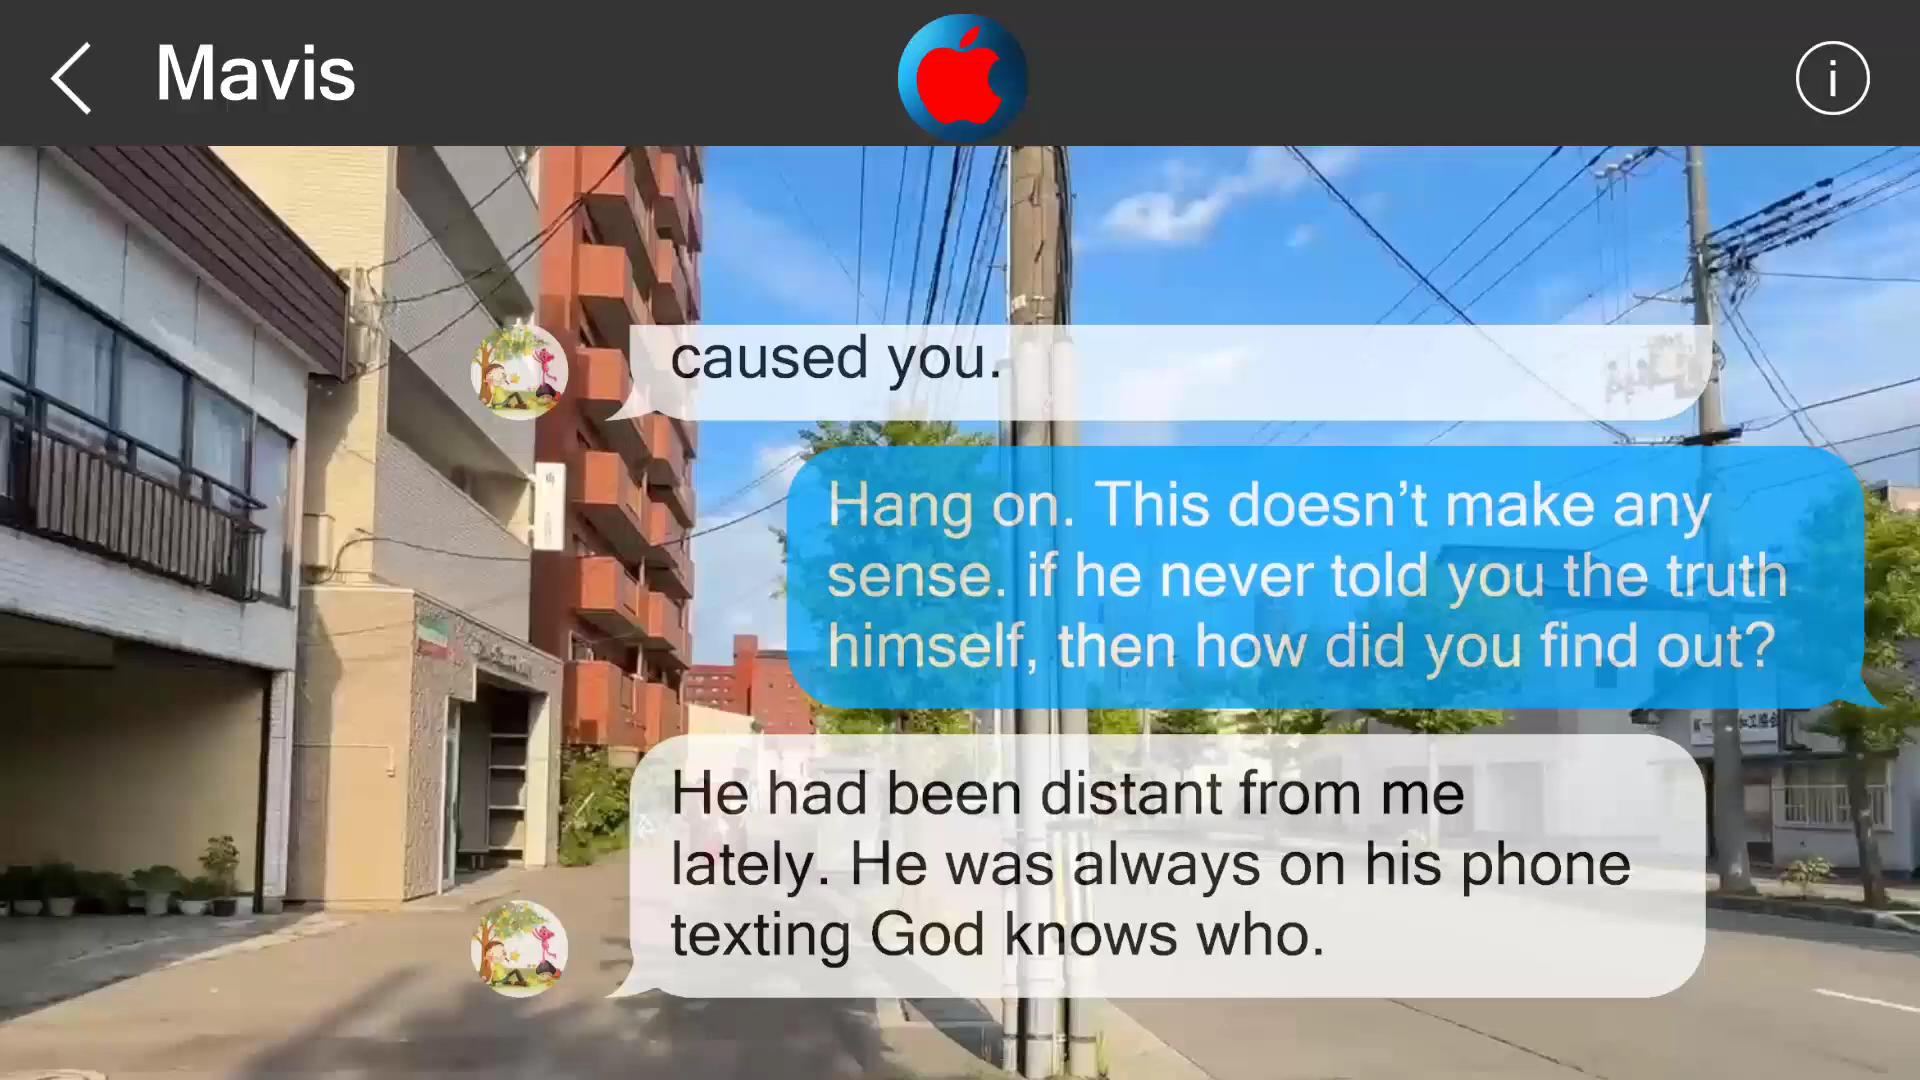 Mavis
caused you.
Hang on. This doesn’t make any
sense. if he never told you the truth
himself, then how did you find out?
He had been distant from me
lately. He was always on his phone
texting God knows who.